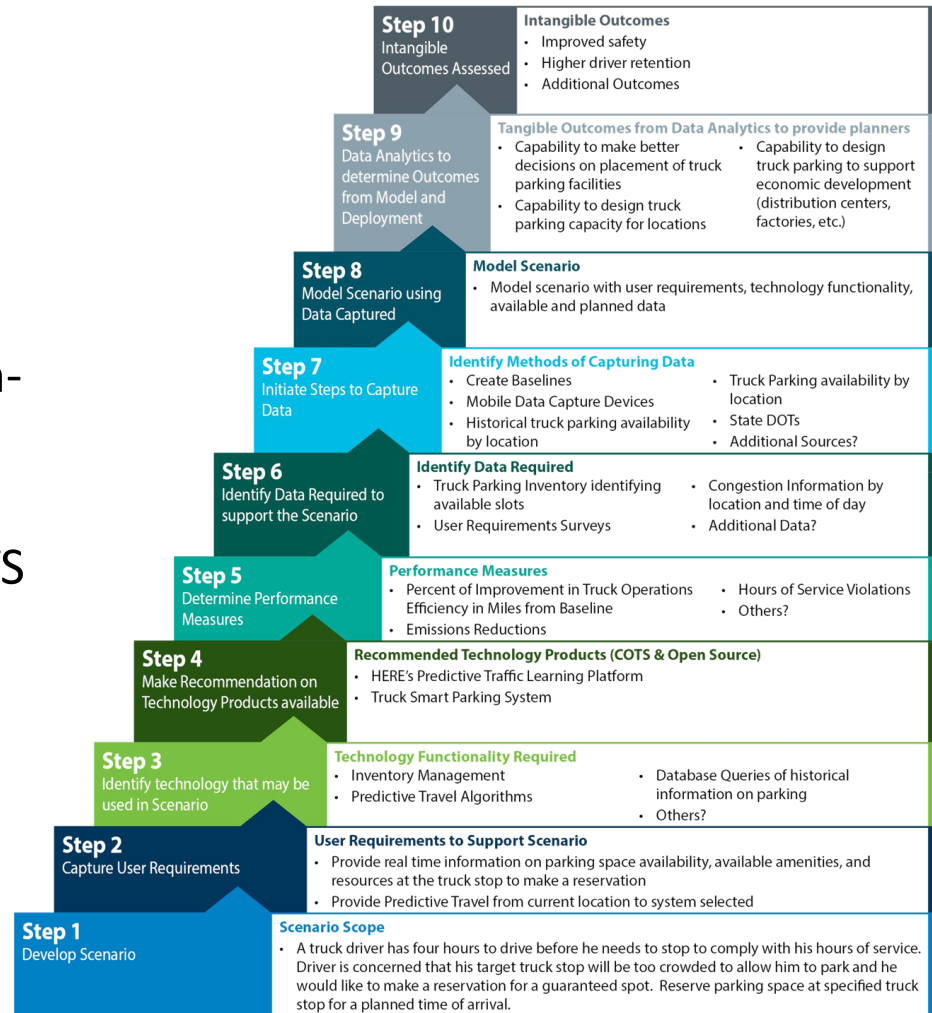 Step 10
Intangible
Outcomes Assessed
Intangible Outcomes
• Improved safety
• Higher driver retention
• Additional Outcomes
Step 9
Data Analytics to
determine Outcomes
from Model and
Deployment
Tangible Outcomes from Data Analytics to provide planners
• Capability to make better
decisions on placement of truck
parking facilities
• Capability to design truck
parking capacity for locations
• Capability to design
truck parking to support
economic development
(distribution centers,
factories, etc.)
Step 8
Model Scenario using
Data Captured
Model Scenario
• Model scenario with user requirements, technology functionality,
available and planned data
Step 7
Initiate Steps to Capture
Data
Identify Methods of Capturing Data
• Create Baselines
• Mobile Data Capture Devices
• Historical truck parking availability
by location
• Truck Parking availability by
location
• State DOTs
• Additional Sources?
Step 6
Identify Data Required to
support the Scenario
Identify Data Required
• Truck Parking Inventory identifying
available slots
• User Requirements Surveys
• Congestion Information by
location and time of day
• Additional Data?
Step 5
Determine Performance
Measures
Performance Measures
• Percent of Improvement in Truck Operations
Efficiency in Miles from Baseline
• Emissions Reductions
• Hours of Service Violations
• Others?
Step 4
Make Recommendation on
Technology Products available
Recommended Technology Products (COTS & Open Source)
• HERE's Predictive Traffic Learning Platform
• Truck Smart Parking System
Step 3
Identify technology that may be
used in Scenario
Technology Functionality Required
• Inventory Management
• Predictive Travel Algorithms
• Database Queries of historical
information on parking
• Others?
Step 2
Capture User Requirements
User Requirements to Support Scenario
• Provide real time information on parking space availability, available amenities, and
resources at the truck stop to make a reservation
• Provide Predictive Travel from current location to system selected
Step 1
Develop Scenario
Scenario Scope
• A truck driver has four hours to drive before he needs to stop to comply with his hours of service.
Driver is concerned that his target truck stop will be too crowded to allow him to park and he
would like to make a reservation for a guaranteed spot. Reserve parking space at specified truck
stop for a planned time of arrival.